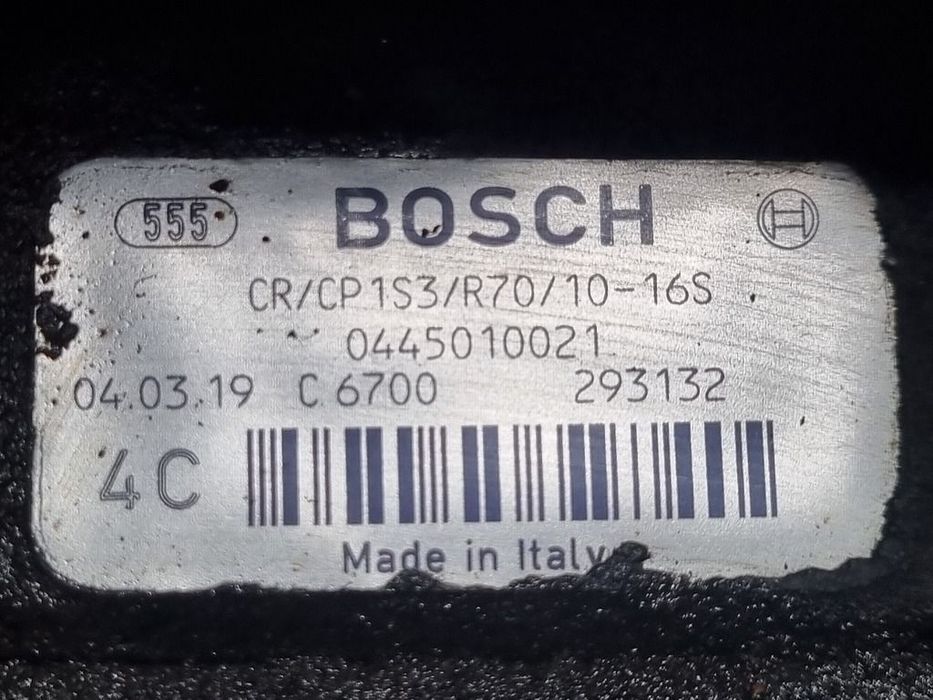 555 BOSCH
CR/CP1S3/R70/10-16S
0445010021
04.03.19 C 6700 293132
4C
Made in Italy